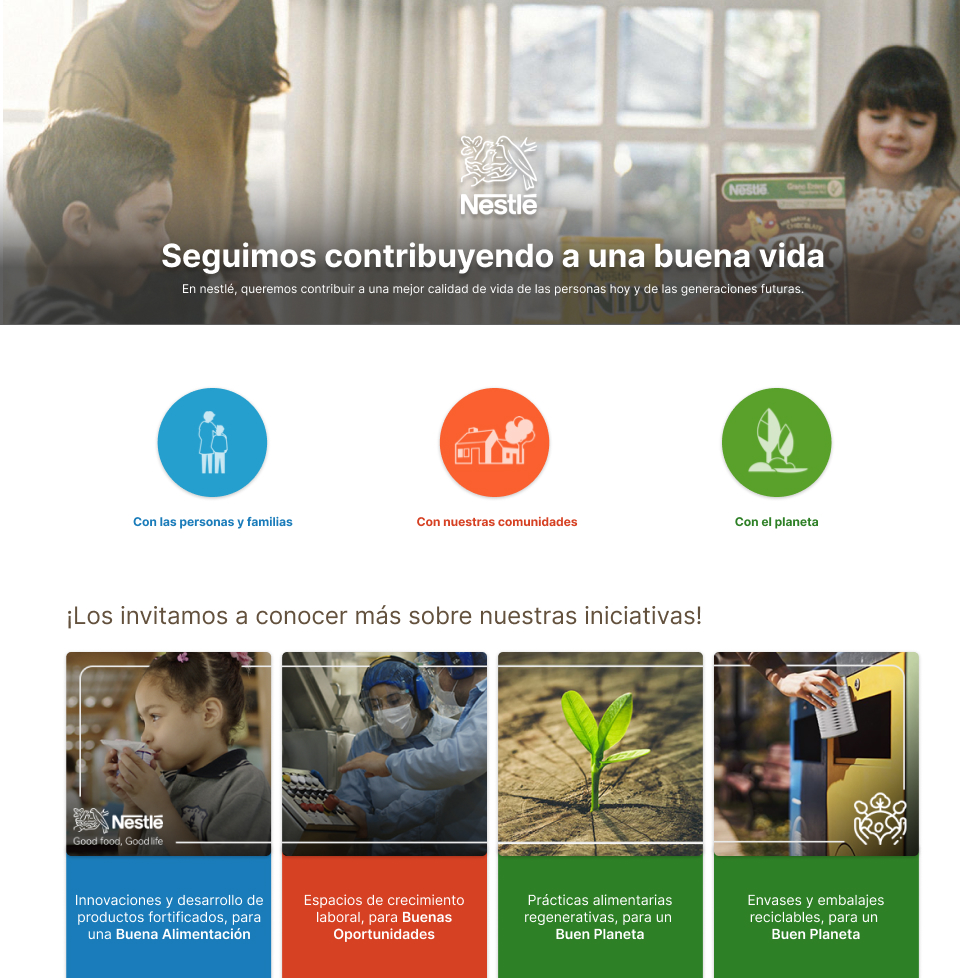 Nestlé
Nestlé
Seguimos contribuyendo a una buena vida
NIDO
En nestlé, queremos contribuir a una mejor calidad de vida de las personas hoy y de las generaciones futuras.
Con las personas y familias
Con nuestras comunidades
Con el planeta
¡Los invitamos a conocer más sobre nuestras iniciativas!
Nestlé
Good food, Good life
Innovaciones y desarrollo de
productos fortificados, para
una Buena Alimentación
Espacios de crecimiento
laboral, para Buenas
Oportunidades
Prácticas alimentarias
regenerativas, para un
Buen Planeta
Envases y embalajes
reciclables, para un
Buen Planeta